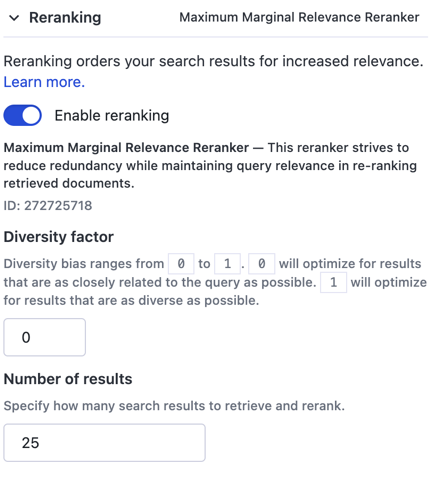 Reranking Maximum Marginal Relevance Reranker
Reranking orders your search results for increased relevance.
Learn more.
Enable reranking
Maximum Marginal Relevance Reranker — This reranker strives to
reduce redundancy while maintaining query relevance in re-ranking
retrieved documents.
ID: 272725718
Diversity factor
Diversity bias ranges from 0 to 1. 0 will optimize for results
that are as closely related to the query as possible. 1 will optimize
for results that are as diverse as possible.
0
Number of results
Specify how many search results to retrieve and rerank.
25